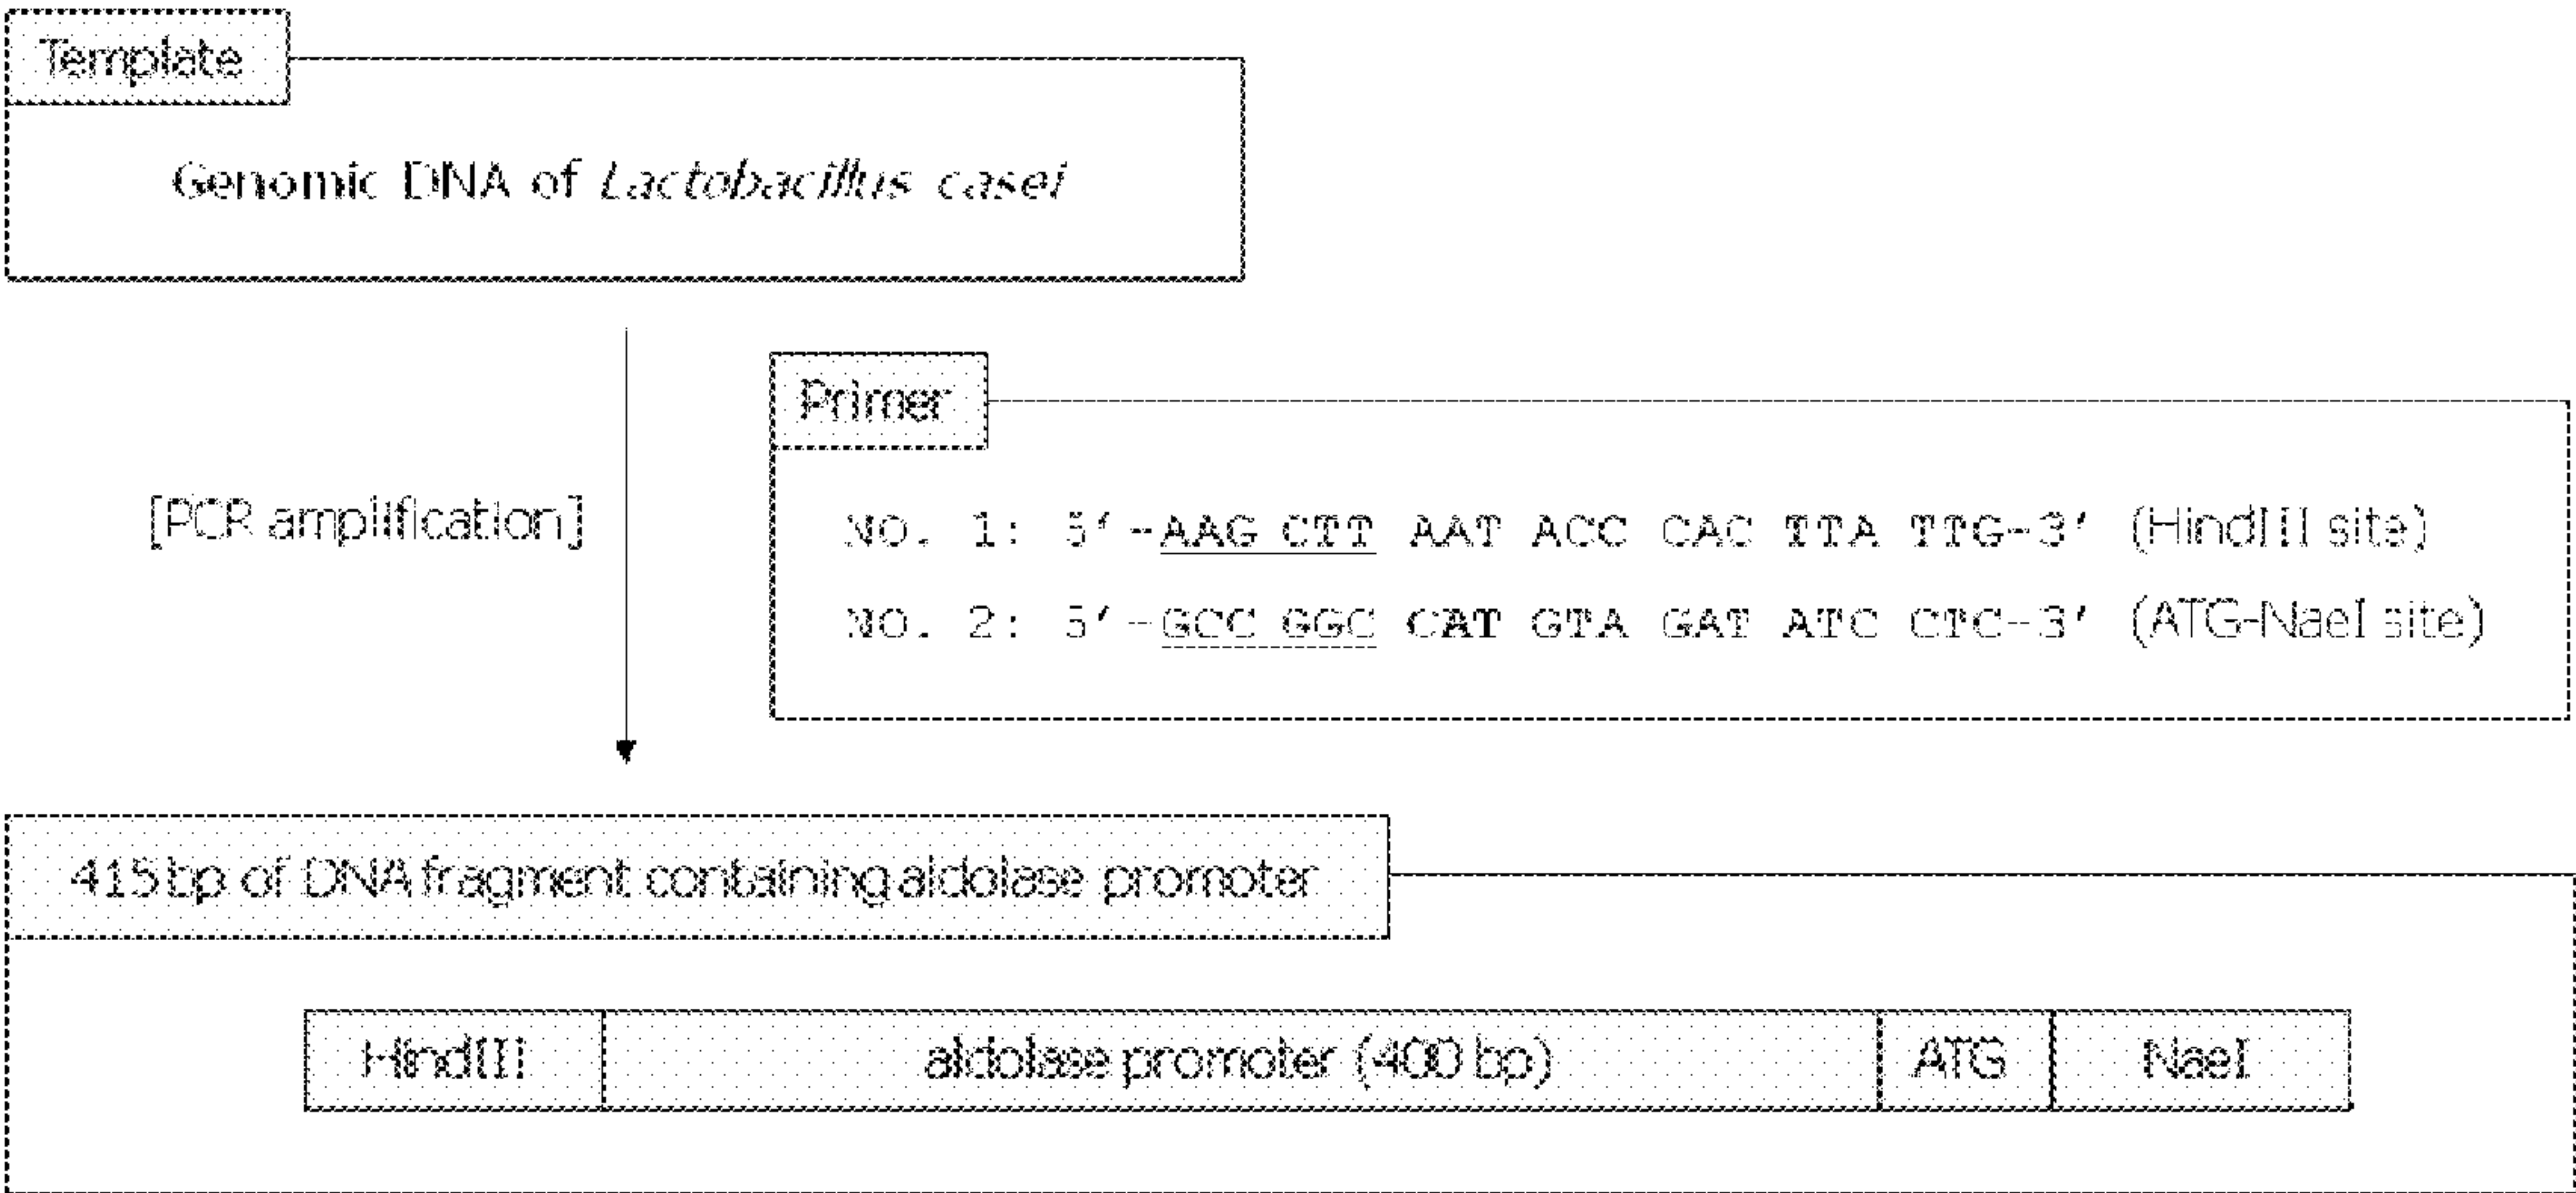 Template
Genomic DNA of Lactobacillus casei
Primer
[PCR amplification]
NO. 1: 5'-AAG CTT AAT ACC CAC TTA TTG-3' (HindIII site)
NO. 2: 5'-GCC GGC CAT GTA GAT ATC CTC-3' (ATG-NaeI site)
415 bp of DNA fragment containing aldolase promoter
HindIII aldolase promoter (400 bp) ATG NaeI